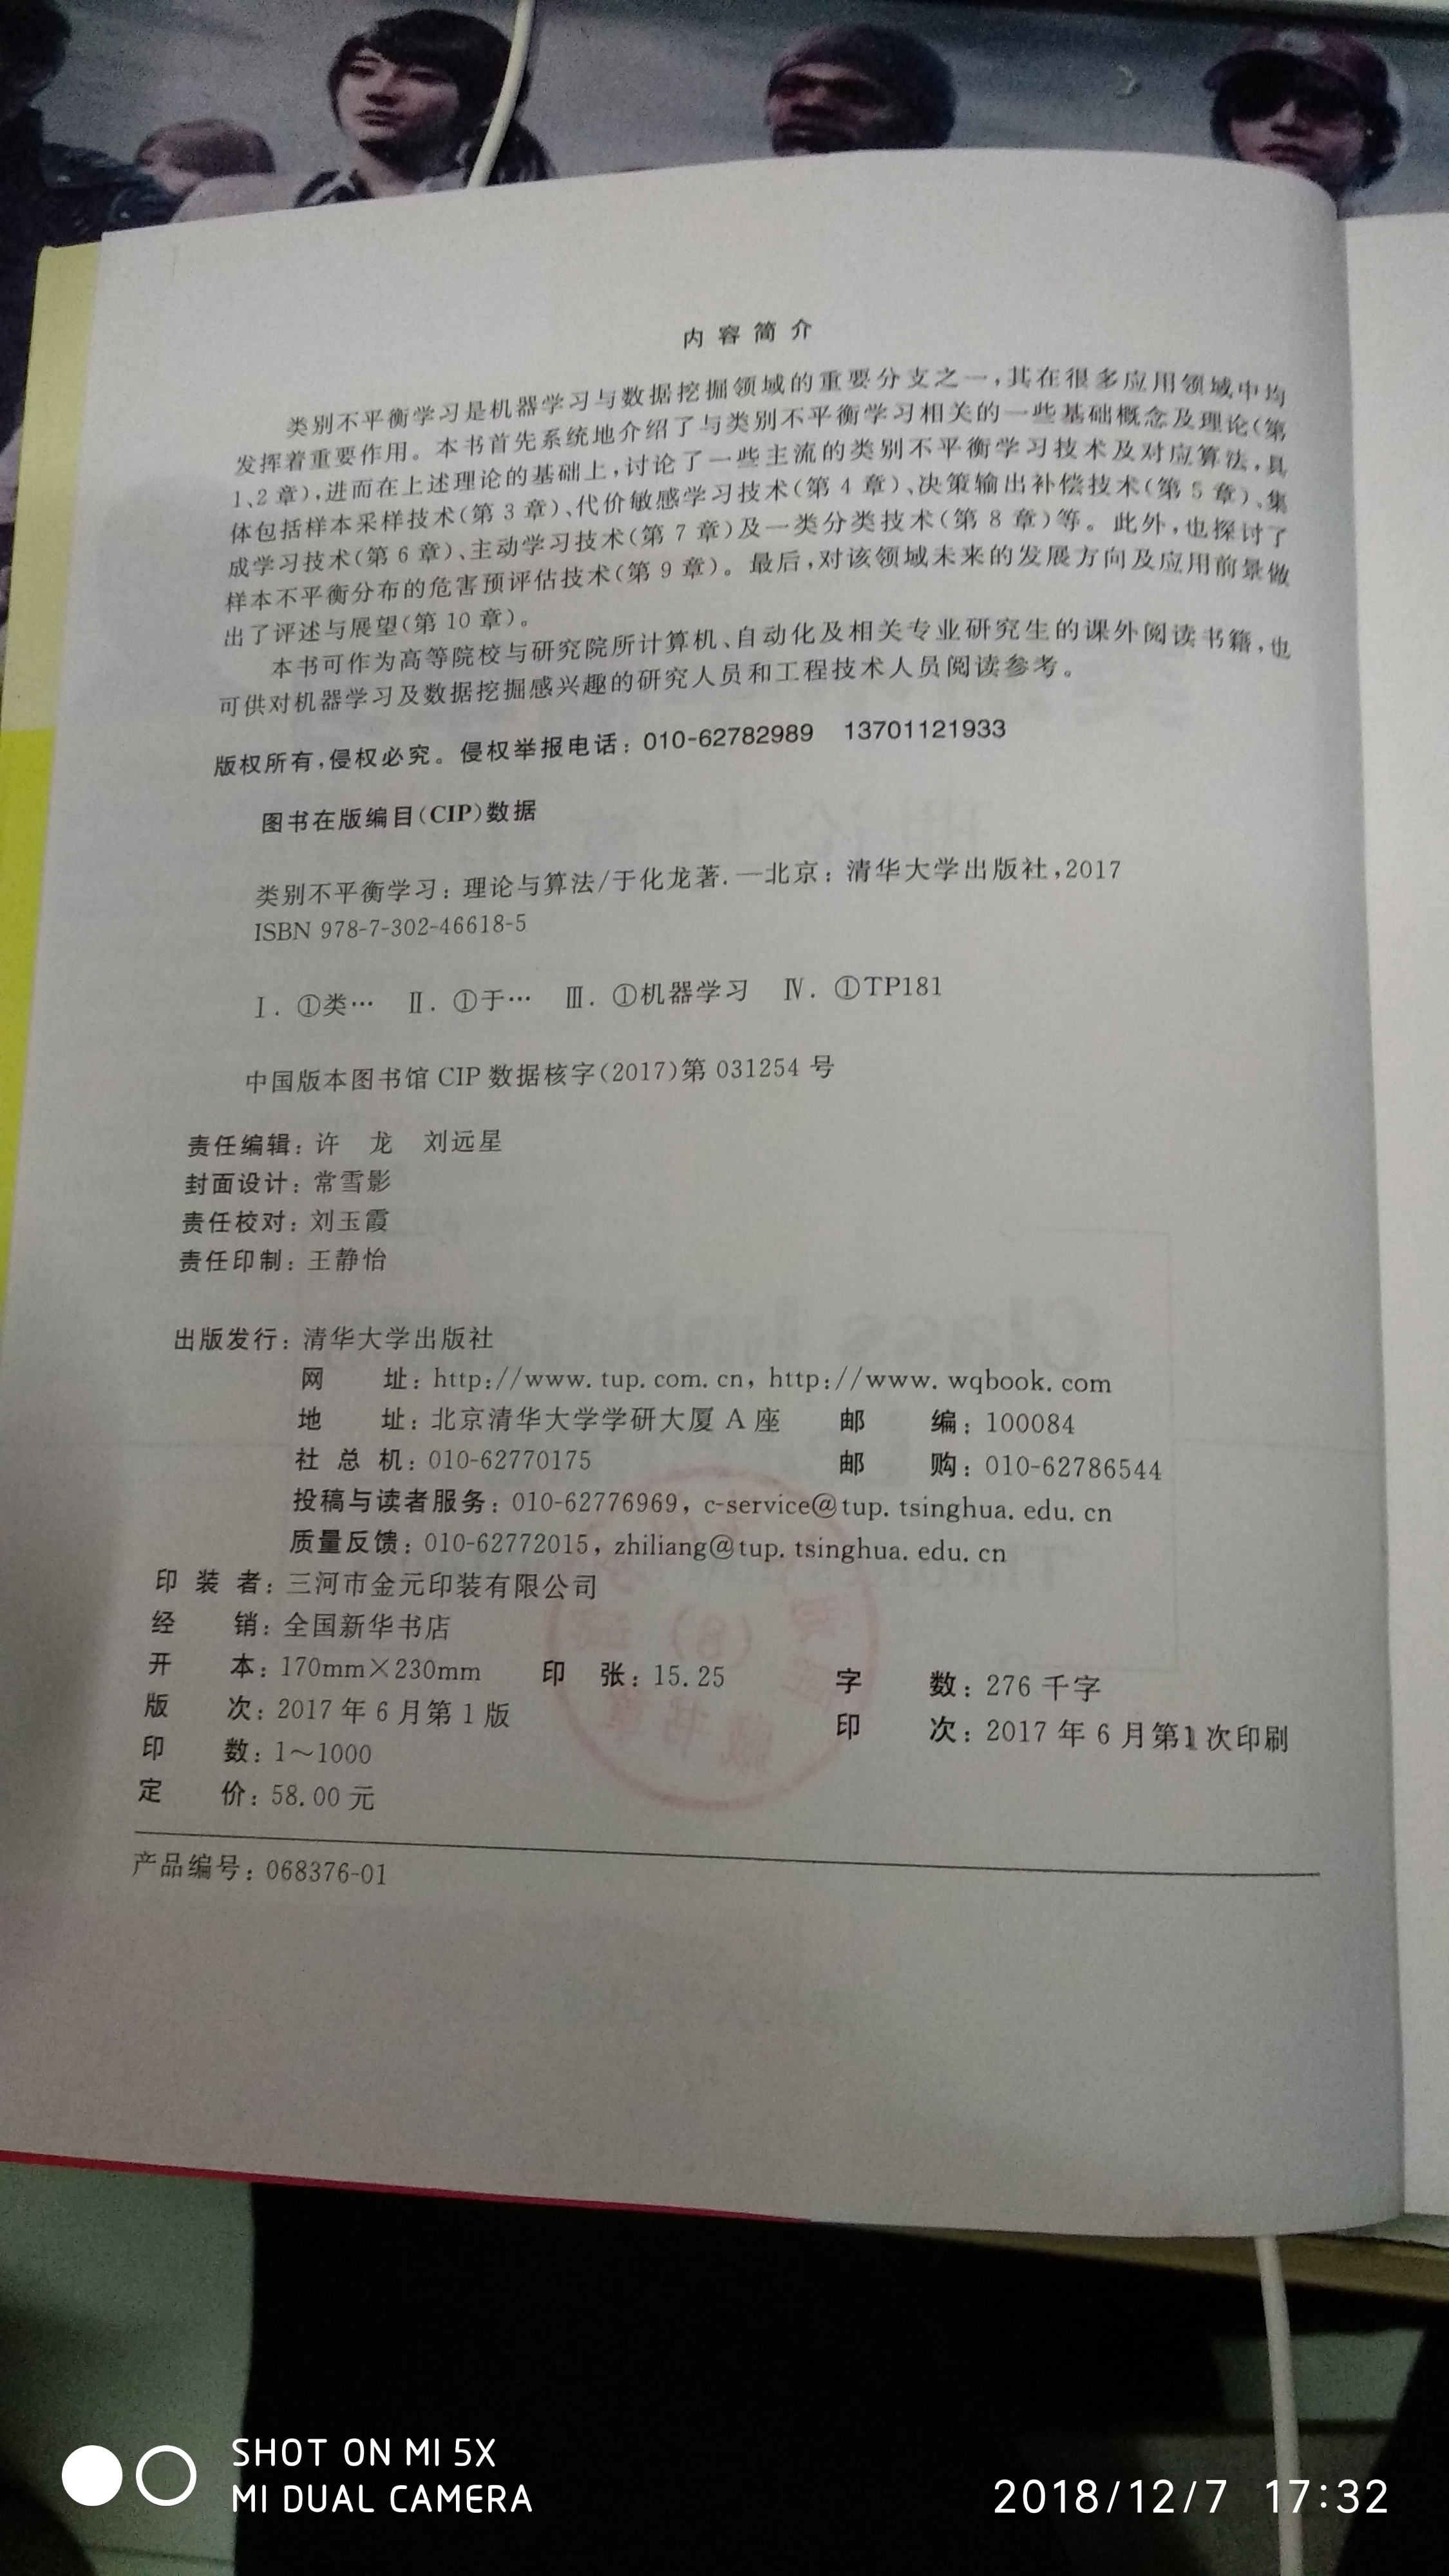 内容简介
类别不平衡学习是机器学习与数据挖掘领域的重要分支之一，其在很多应用领域中均
发挥着重要作用。本书首先系统地介绍了与类别不平衡学习相关的一些基础概念及理论(第
1、2 章)，进而在上述理论的基础上，讨论了一些主流的类别不平衡学习技术及对应算法，具
体包括样本采样技术(第 3 章)、代价敏感学习技术(第 4 章)、决策输出补偿技术(第 5 章)、集
成学习技术(第 6 章)、主动学习技术(第 7 章)及一类分类技术(第 8 章)等。此外，也探讨了
样本不平衡分布的危害预评估技术(第 9 章)。最后，对该领域未来的发展方向及应用前景做
出了评述与展望(第 10 章)。
本书可作为高等院校与研究院所计算机、自动化及相关专业研究生的课外阅读书籍，也
可供对机器学习及数据挖掘感兴趣的研究人员和工程技术人员阅读参考。
版权所有，侵权必究。侵权举报电话：010-62782989 13701121933
图书在版编目(CIP)数据
类别不平衡学习：理论与算法/于化龙著.—北京：清华大学出版社，2017
ISBN 978-7-302-46618-5
Ⅰ. ①类… Ⅱ. ①于… Ⅲ. ①机器学习 Ⅳ. ①TP181
中国版本图书馆 CIP 数据核字(2017)第 031254 号
责任编辑：许 龙 刘远星
封面设计：常雪影
责任校对：刘玉霞
责任印制：王静怡
出版发行：清华大学出版社
网 址：http://www. tup. com. cn, http://www. wqbook. com
地 址：北京清华大学学研大厦 A 座 邮 编：100084
社 总 机：010-62770175 邮 购：010-62786544
投稿与读者服务：010-62776969, c-service@tup. tsinghua. edu. cn
质量反馈：010-62772015, zhiliang@tup. tsinghua. edu. cn
印 装 者：三河市金元印装有限公司
经 销：全国新华书店
开 本：170mm×230mm 印 张：15.25 字 数：276 千字
版 次：2017 年 6 月第 1 版 印 次：2017 年 6 月第1 次印刷
印 数：1～1000
定 价：58.00 元
产品编号：068376-01
SHOT ON MI 5X
MI DUAL CAMERA
2018/12/7 17:32